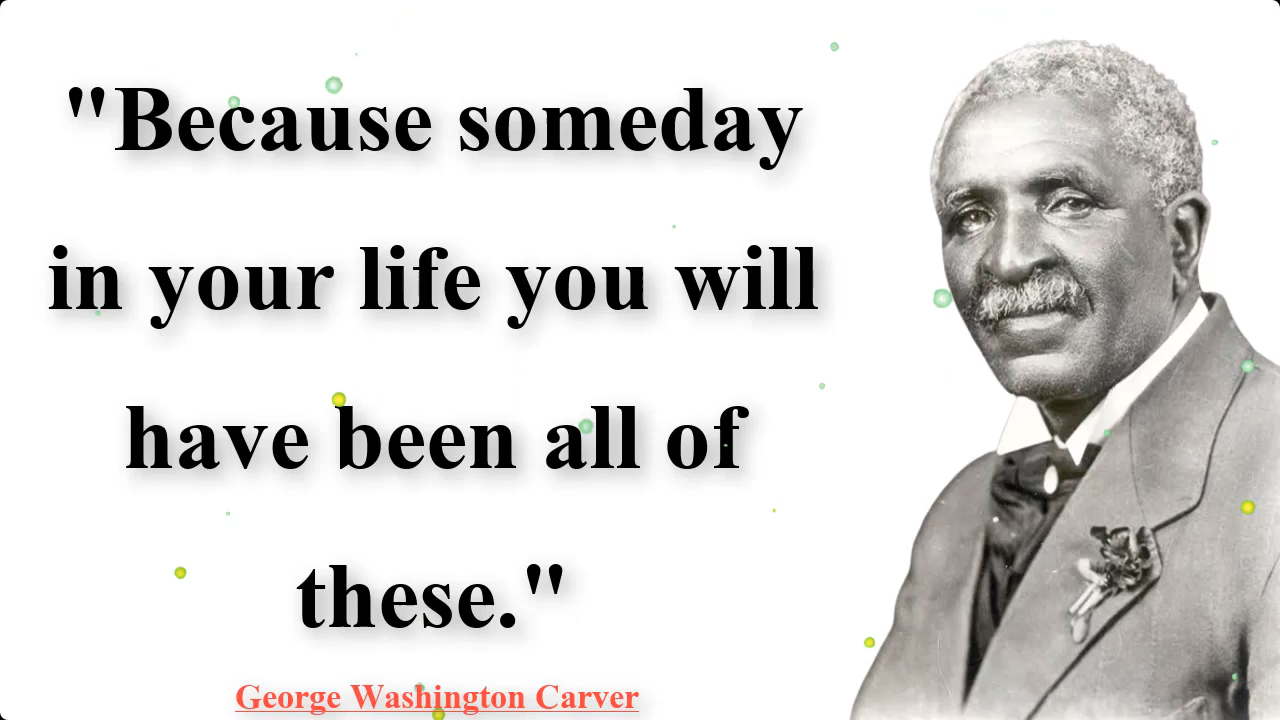 "Because someday
in your life you will
have been all of
these."
George Washington Carver